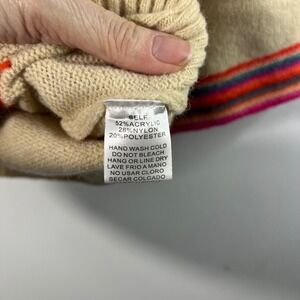 SELF
52%ACRYLIC
28%NYLON
20%POLYESTER
HAND WASH COLD
DO NOT BLEACH
HANG OR LINE DRY
LAVE FRIO A MANO
NO USAR CLORO
SECAR COLGADO